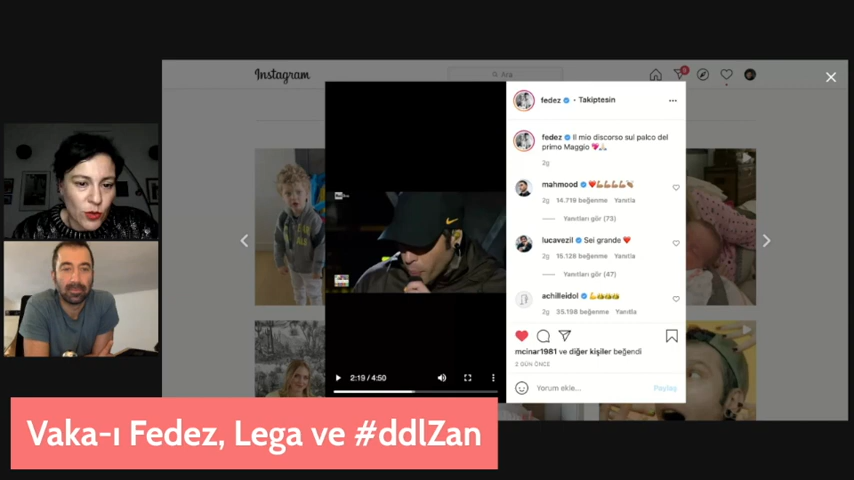 Instagram
Ara
6
fedez • Takiptesin
fedez Il mio discorso sul palco del
primo Maggio 💖🙏🏻
2g
mahmood ❤️💪🏽💪🏽💪🏽💪🏽👏🏽
2g 14.719 beğenme Yanıtla
Yanıtları gör (73)
lucavezil Sei grande ❤️
2g 15.128 beğenme Yanıtla
Yanıtları gör (47)
achilleidol 💪🐝🐝🐝
2g 35.198 beğenme Yanıtla
mcinar1981 ve diğer kişiler beğendi
2 GÜN ÖNCE
2:19 / 4:50
Yorum ekle...
Paylaş
Vaka-ı Fedez, Lega ve #ddlZan